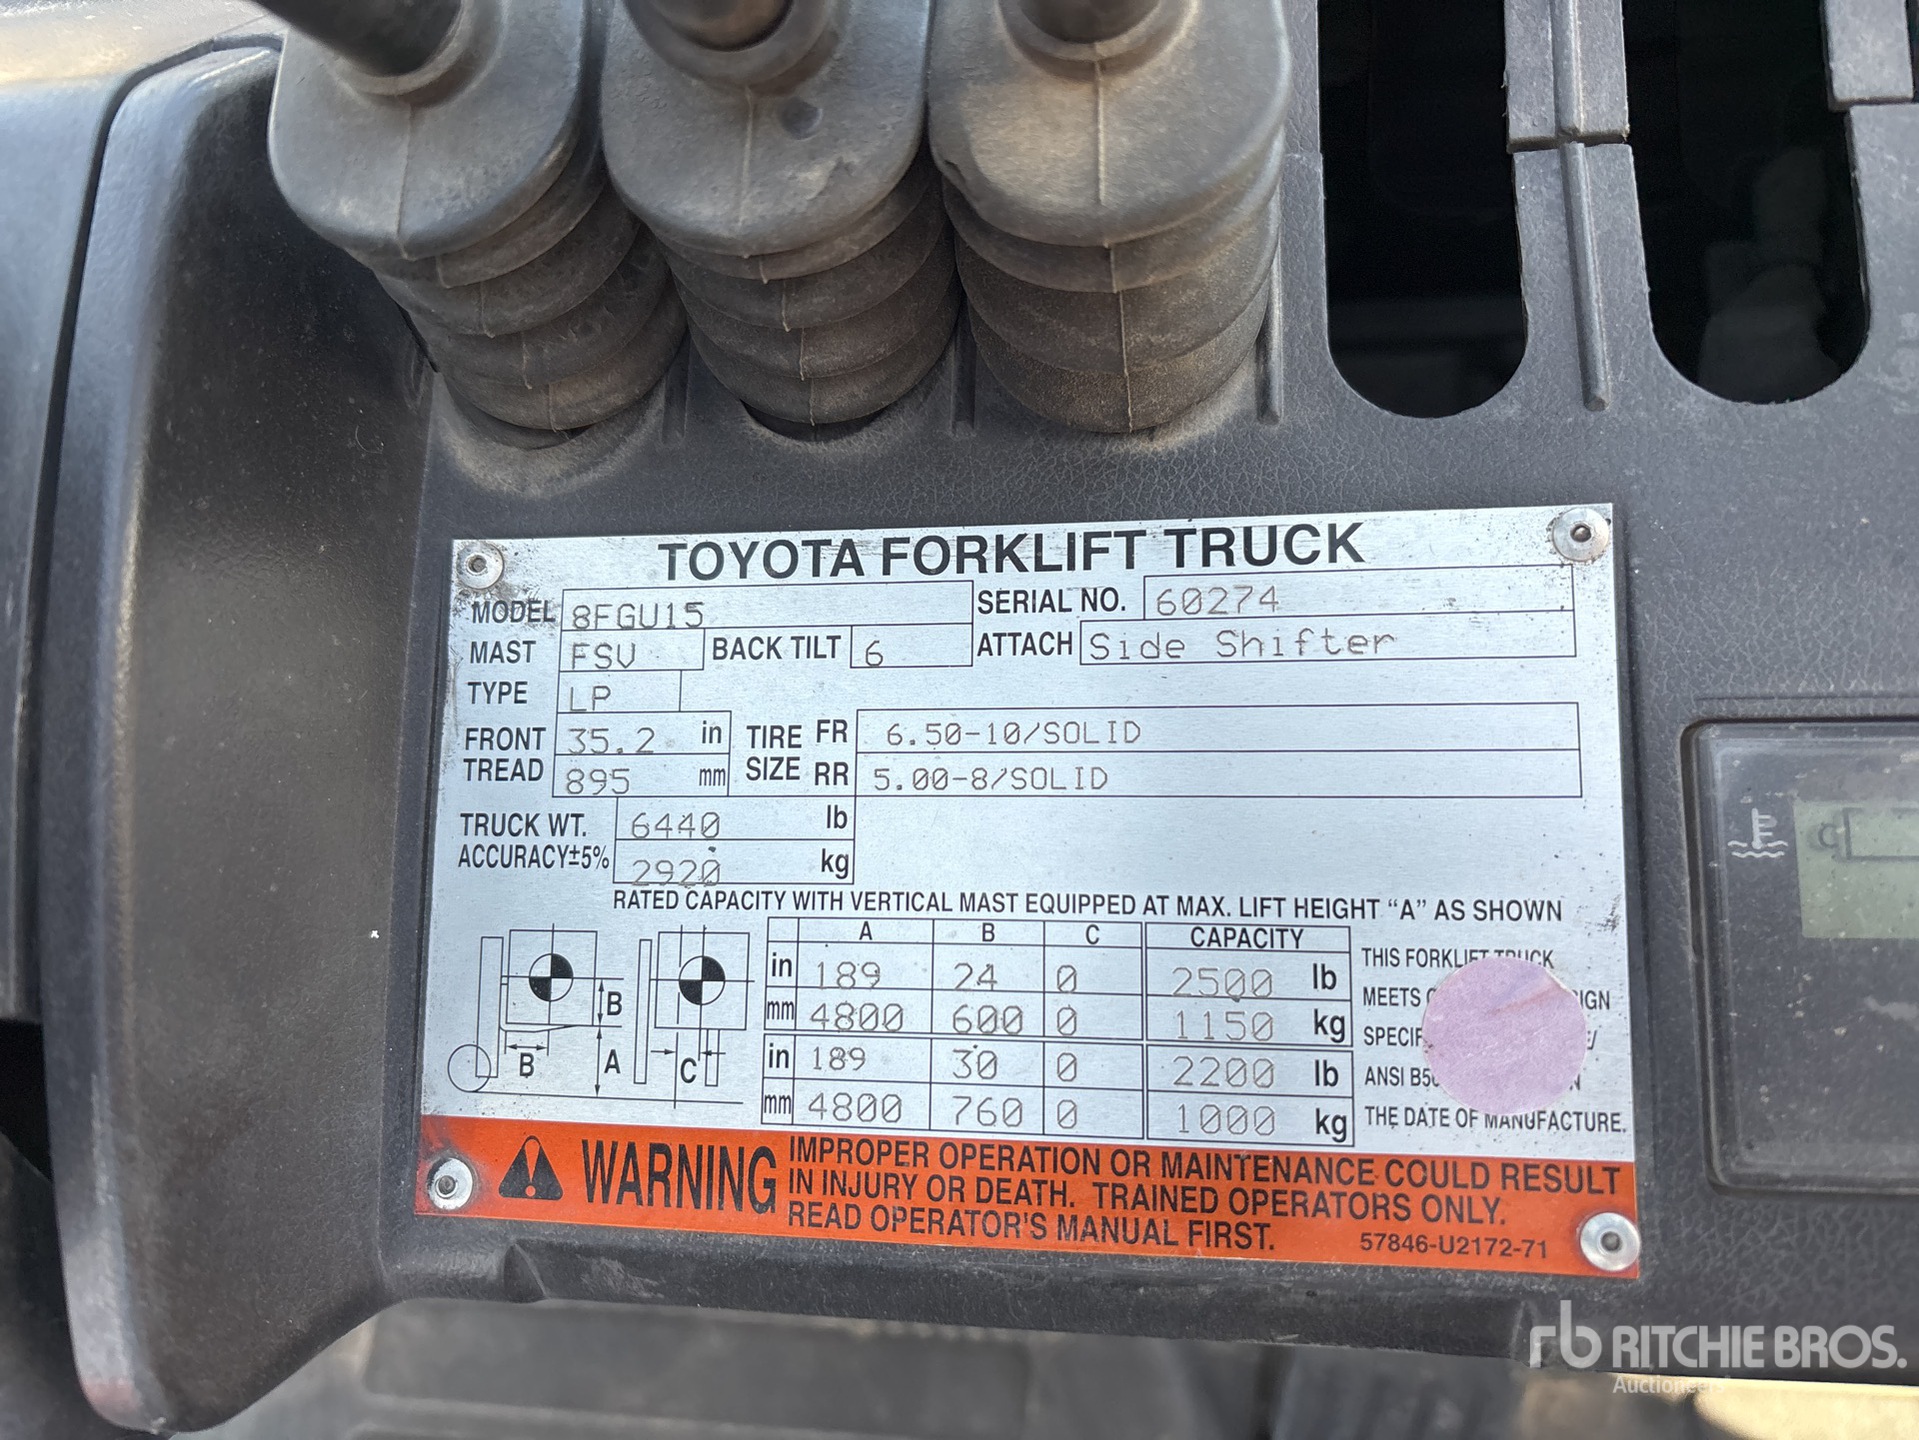 TOYOTA FORKLIFT TRUCK
MODEL 8FGU15 SERIAL NO. 60274
MAST FSV BACK TILT 6 ATTACH Side Shifter
TYPE LP
FRONT TREAD 35.2 in TIRE SIZE FR 6.50-10/SOLID
895 mm RR 5.00-8/SOLID
TRUCK WT. 6440 lb
ACCURACY±5% 2920 kg
RATED CAPACITY WITH VERTICAL MAST EQUIPPED AT MAX. LIFT HEIGHT "A" AS SHOWN
A B C CAPACITY
in 189 24 0 2500 lb
mm 4800 600 0 1150 kg
in 189 30 0 2200 lb
mm 4800 760 0 1000 kg
B B A C
THIS FORKLIFT TRUCK
MEETS
ANSI
THE DATE OF MANUFACTURE.
WARNING
IMPROPER OPERATION OR MAINTENANCE COULD RESULT
IN INJURY OR DEATH. TRAINED OPERATORS ONLY.
READ OPERATOR'S MANUAL FIRST.
57846-U2172-71
rb RITCHIE BROS.
Auctioneers